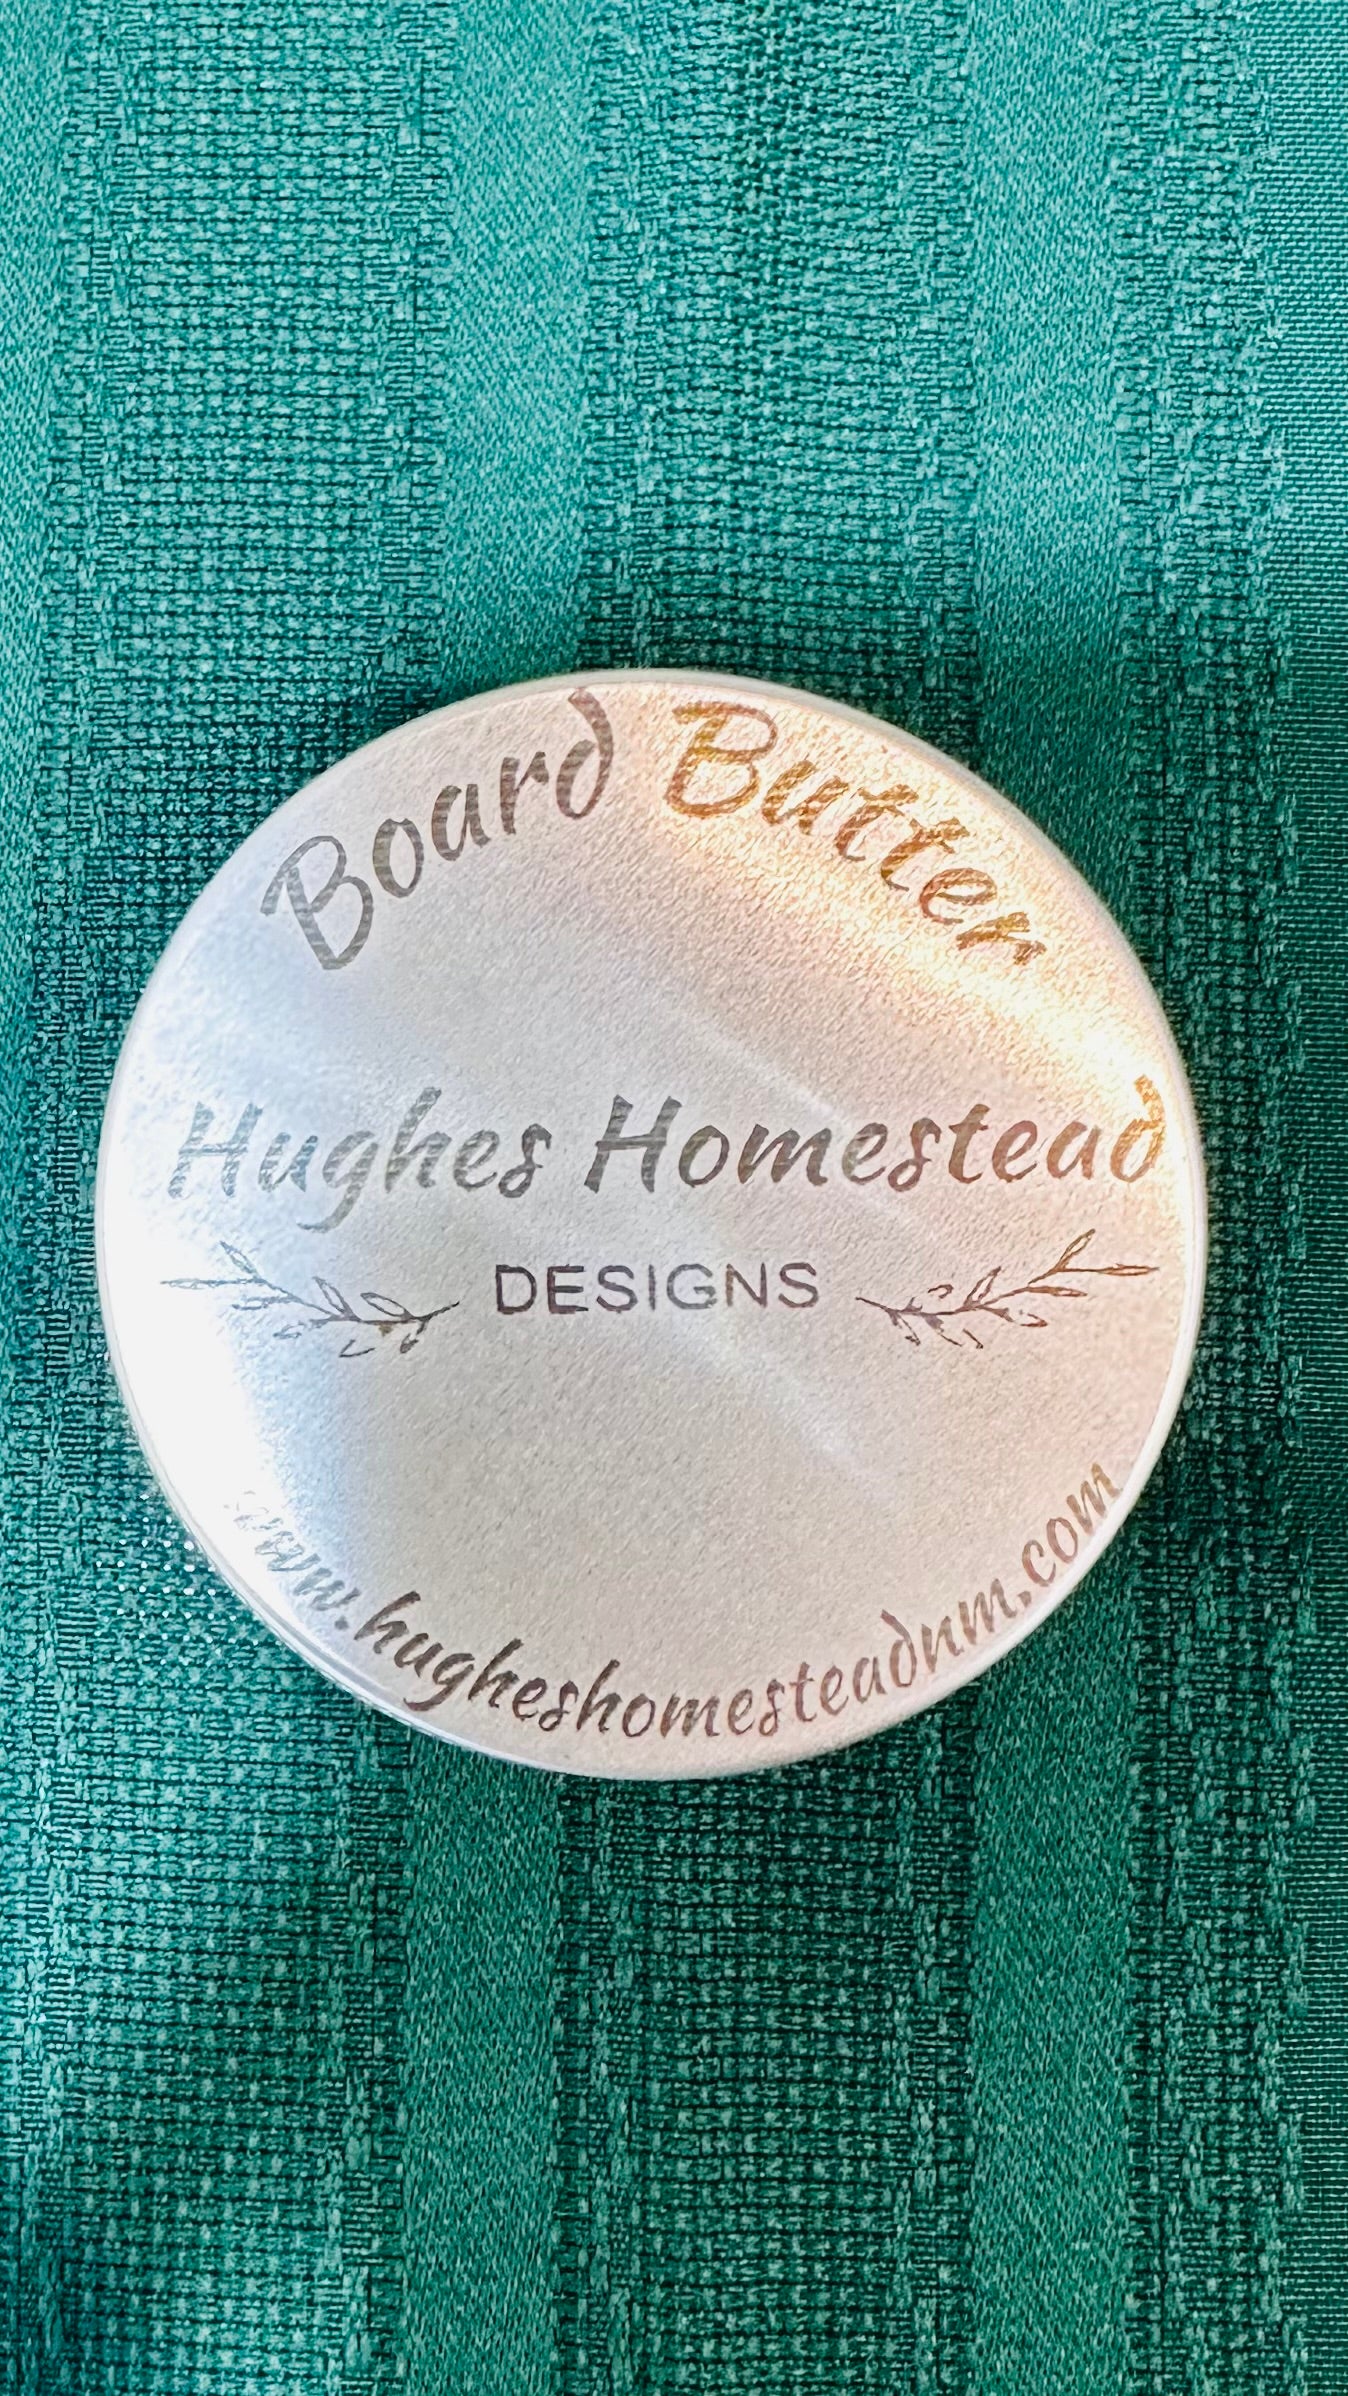 Board Butter
Hughes Homestead
DESIGNS
www.hugheshomesteadnm.com